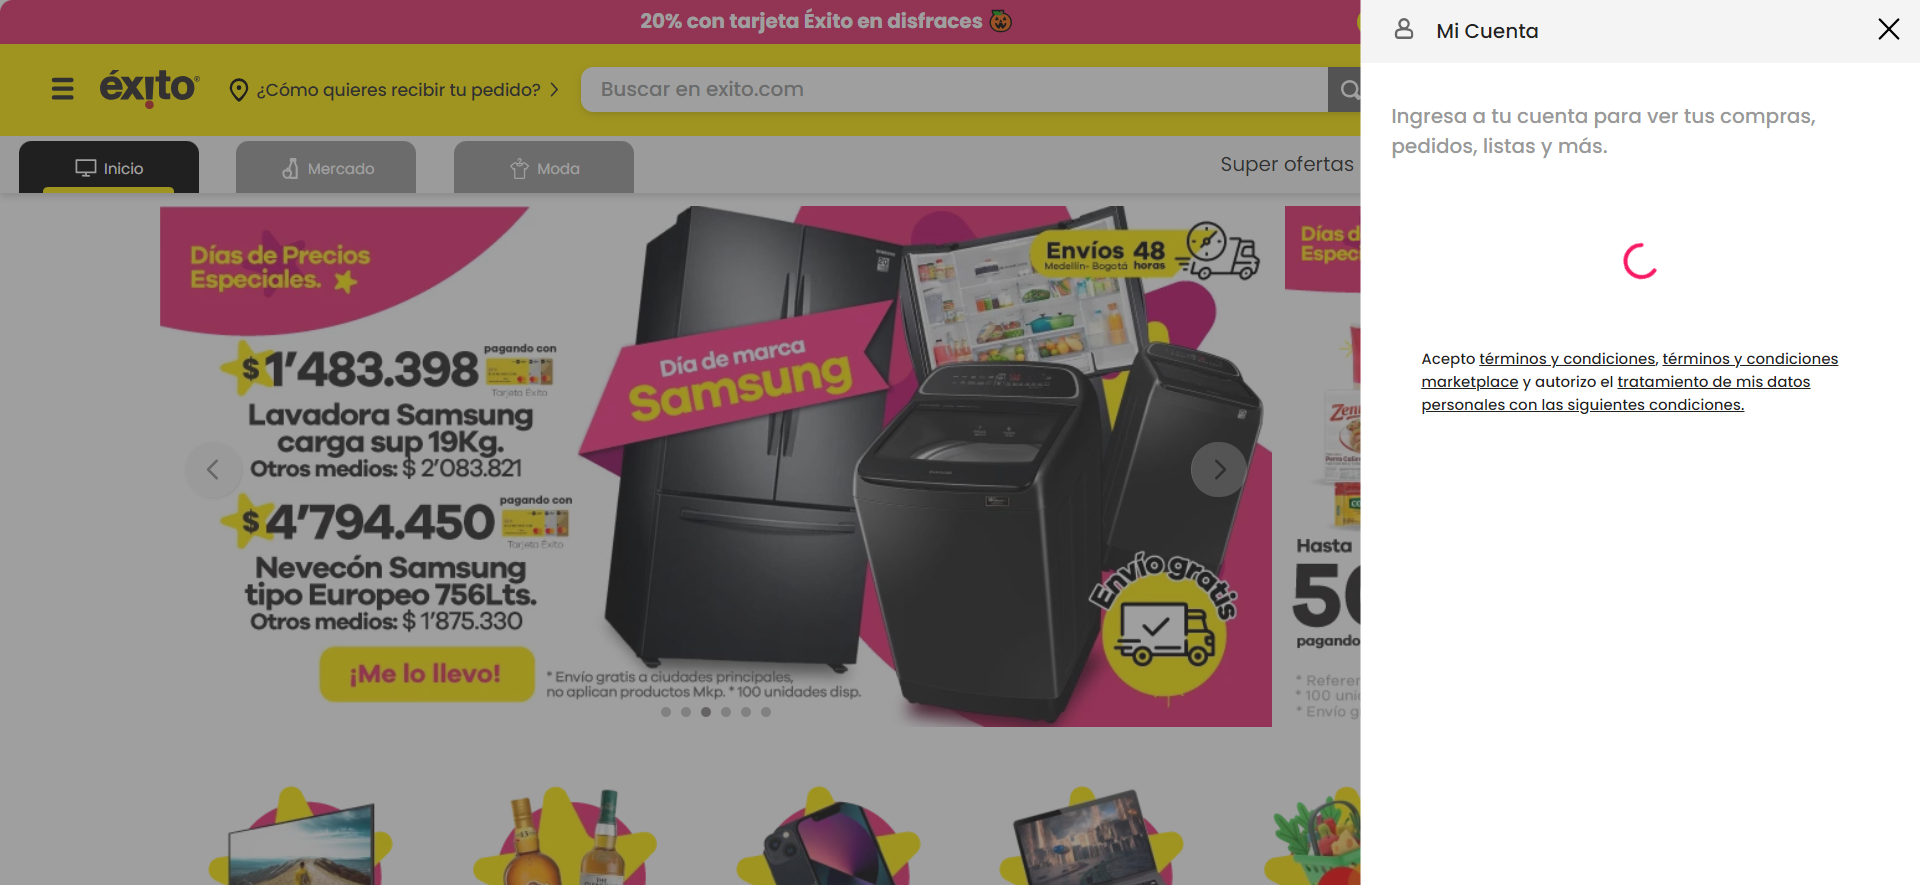 20% con tarjeta Éxito en disfraces
éxito
¿Cómo quieres recibir tu pedido?
Buscar en exito.com
Inicio
Mercado
Moda
Super ofertas
Días de Precios
Especiales.
$1'483.398
pagando con
Tarjeta Éxito
Lavadora Samsung
carga sup 19Kg.
Otros medios: $ 2'083.821
$4'794.450
pagando con
Tarjeta Éxito
Nevecón Samsung
tipo Europeo 756Lts.
Otros medios: $ 1'875.330
¡Me lo llevo!
* Envío gratis a ciudades principales,
no aplican productos Mkp. * 100 unidades disp.
Día de marca
Samsung
Envíos 48
Medellín- Bogotá horas
Envío gratis
Días d
Espec
Zen
Hasta
50
pagando
* Referen
* 100 uni
* Envío g
Mi Cuenta
Ingresa a tu cuenta para ver tus compras,
pedidos, listas y más.
Acepto términos y condiciones, términos y condiciones
marketplace y autorizo el tratamiento de mis datos
personales con las siguientes condiciones.